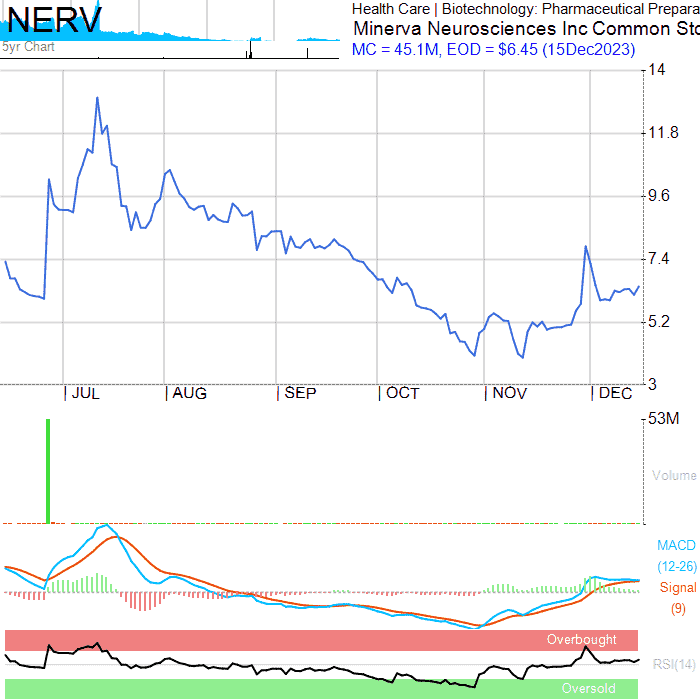 NERV
5yr Chart
Health Care | Biotechnology: Pharmaceutical Prepara
Minerva Neurosciences Inc Common Sto
MC = 45.1M, EOD = $6.45 (15Dec2023)
14
11.8
9.6
7.4
5.2
3
JUL AUG SEP OCT NOV DEC
53M
Volume
MACD
(12-26)
Signal
(9)
Overbought
RSI(14)
Oversold